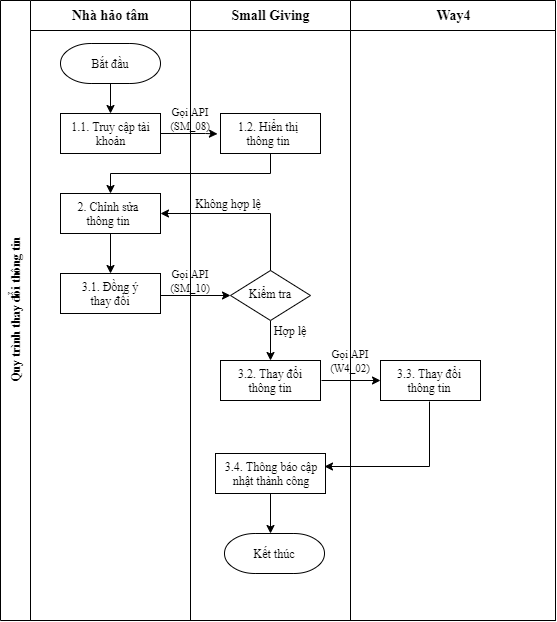 Nhà hảo tâm
Small Giving
Way4
Quy trình thay đổi thông tin
Bắt đầu
1.1. Truy cập tài
khoản
Gọi API
(SM_08)
1.2. Hiển thị
thông tin
2. Chỉnh sửa
thông tin
Không hợp lệ
3.1. Đồng ý
thay đổi
Gọi API
(SM_10)
Kiểm tra
Hợp lệ
3.2. Thay đổi
thông tin
Gọi API
(W4_02)
3.3. Thay đổi
thông tin
3.4. Thông báo cập
nhật thành công
Kết thúc